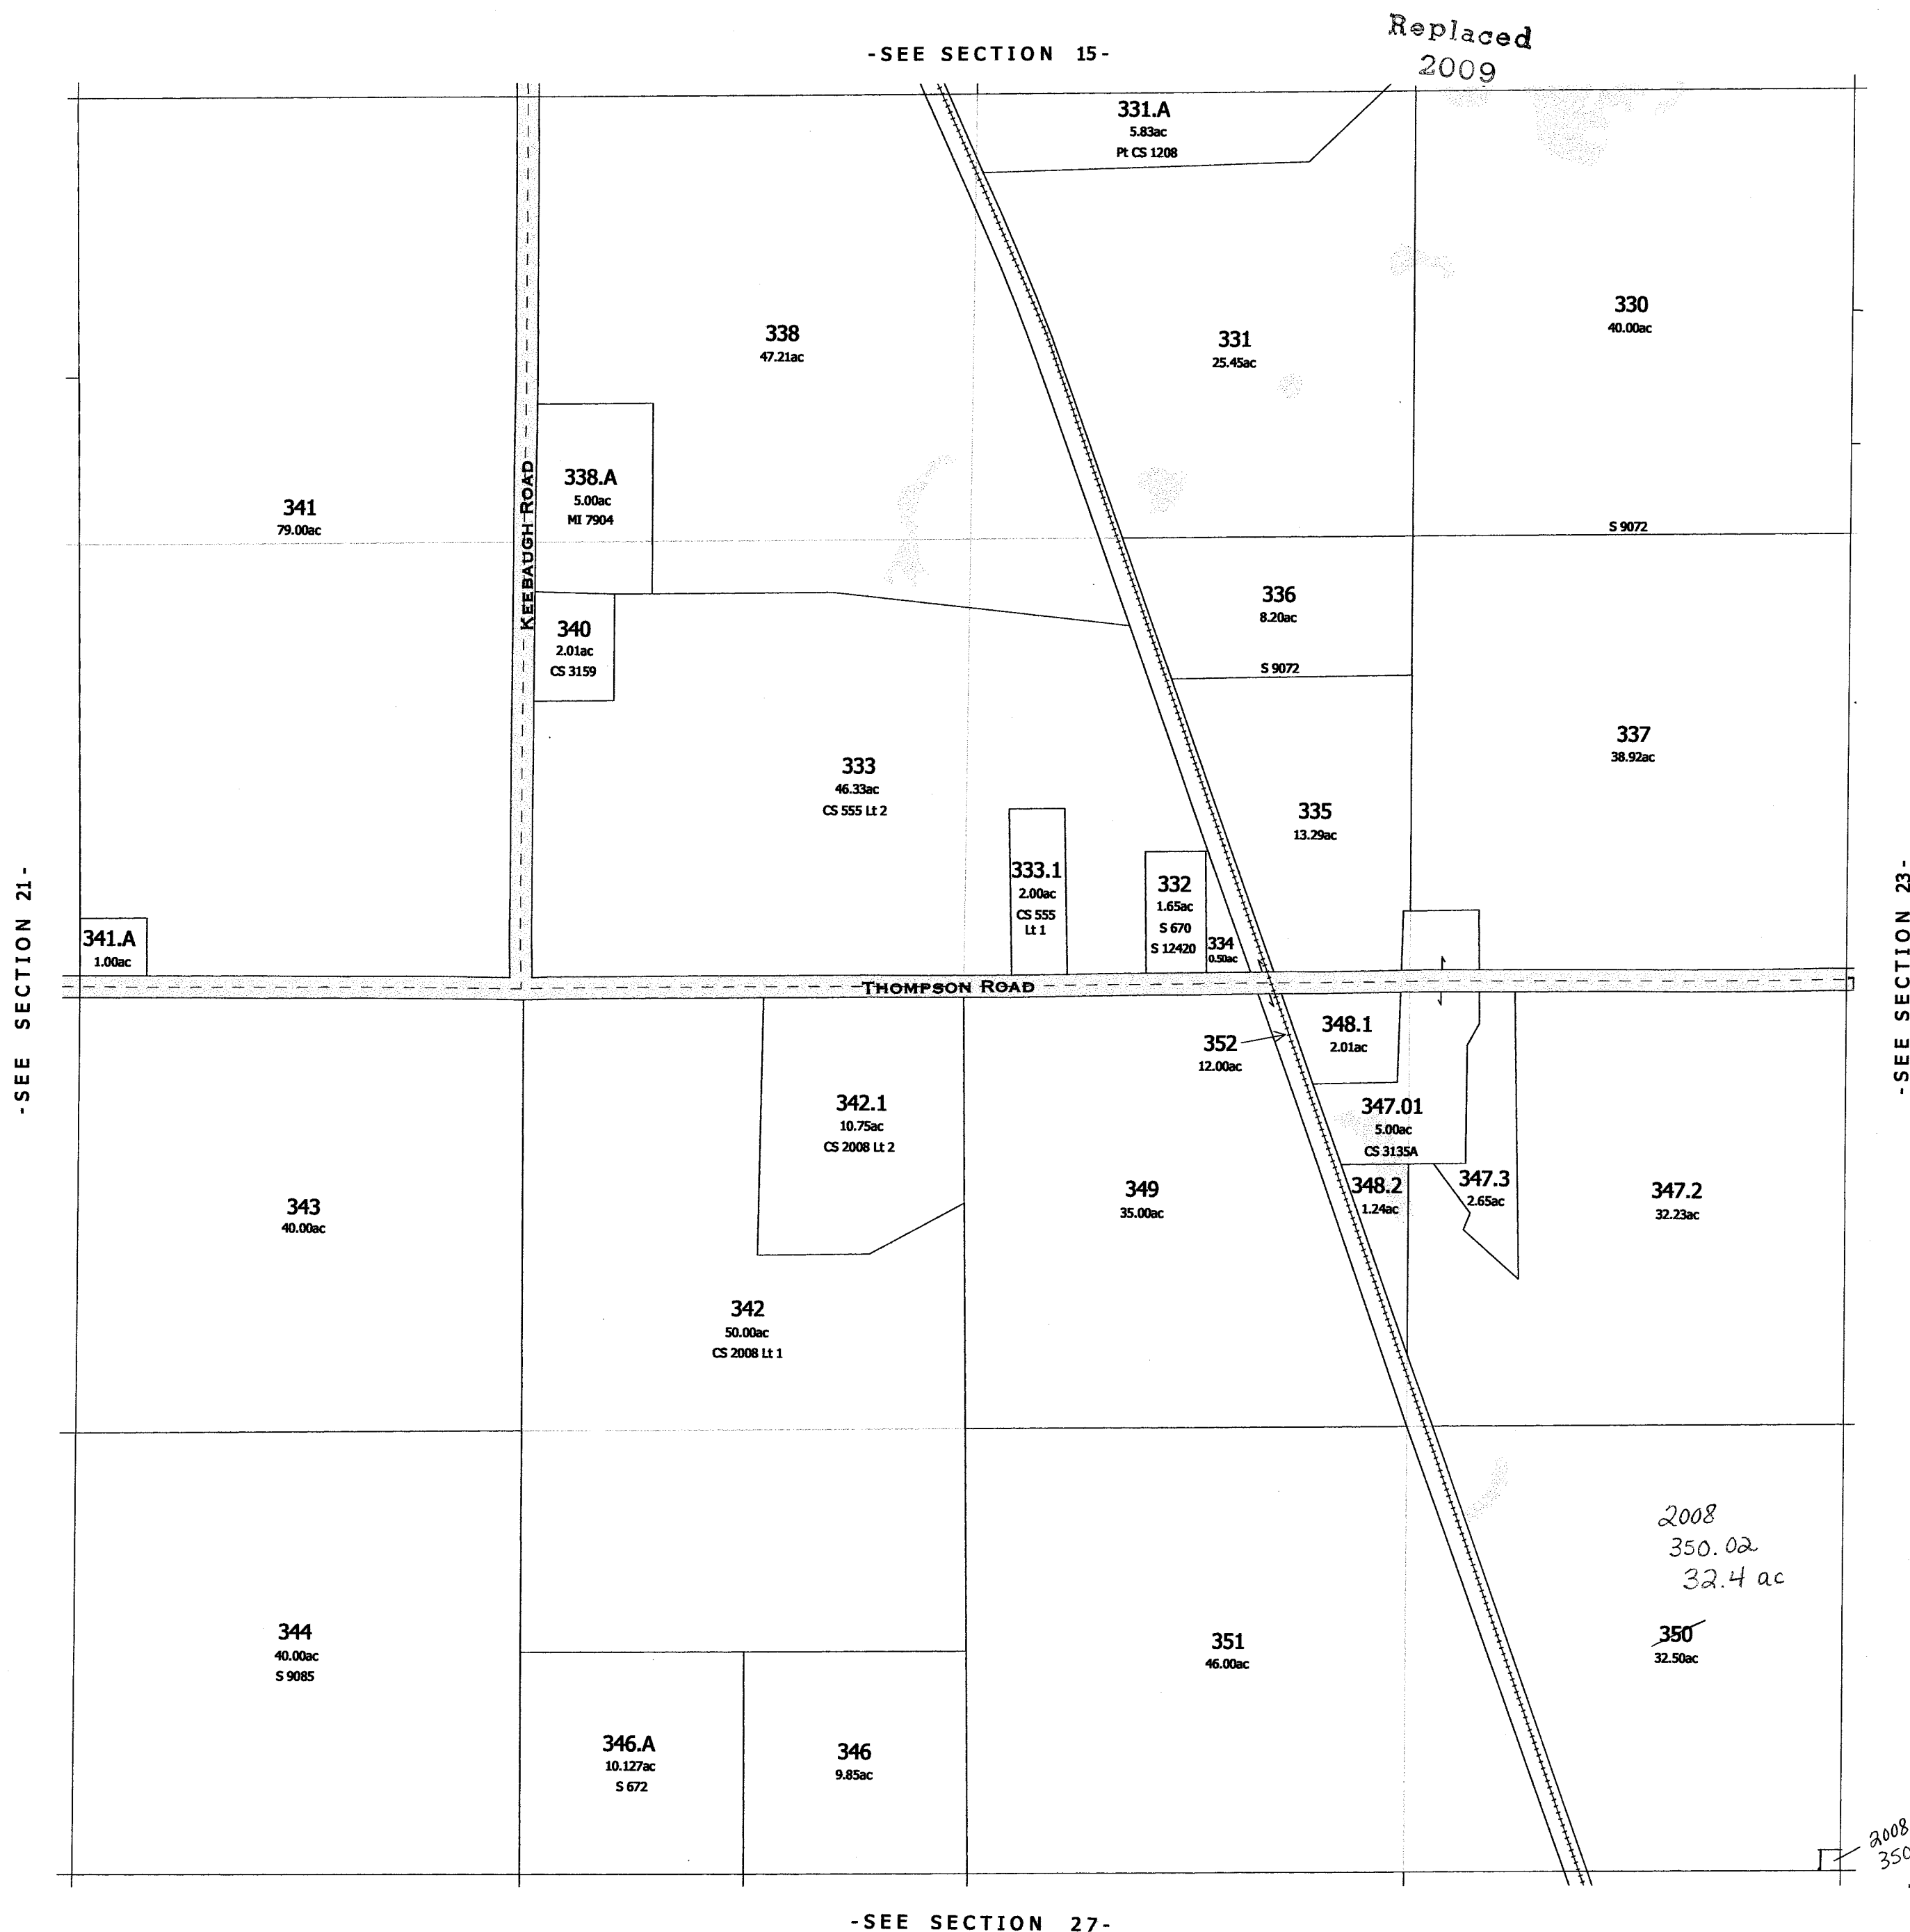 Replaced
2009
-SEE SECTION 15-
331.A
5.83ac
Pt CS 1208
330
40.00ac
338
47.21ac
331
25.45ac
338.A
5.00ac
MI 7904
341
79.00ac
KEEBAUGH ROAD
S 9072
336
8.20ac
340
2.01ac
CS 3159
S 9072
337
38.92ac
333
46.33ac
CS 555 Lt 2
335
13.29ac
333.1
2.00ac
CS 555
Lt 1
332
1.65ac
S 670
S 12420
334
0.50ac
341.A
1.00ac
-SEE SECTION 21-
-SEE SECTION 23-
THOMPSON ROAD
348.1
2.01ac
352
12.00ac
342.1
10.75ac
CS 2008 Lt 2
347.01
5.00ac
CS 3135A
343
40.00ac
349
35.00ac
348.2
1.24ac
347.3
2.65ac
347.2
32.23ac
342
50.00ac
CS 2008 Lt 1
2008
350.02
32.4 ac
344
40.00ac
S 9085
351
46.00ac
350
32.50ac
346.A
10.127ac
S 672
346
9.85ac
2008
350
-SEE SECTION 27-